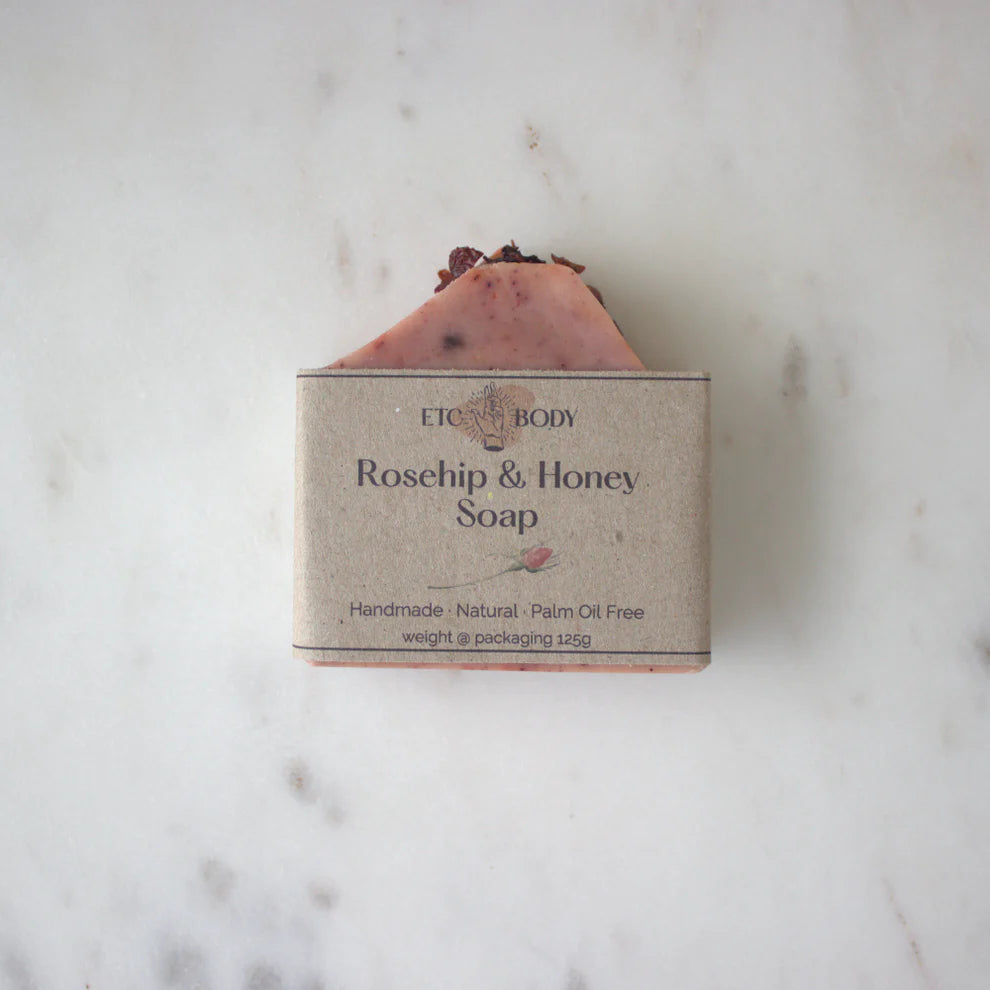 ETC BODY
Rosehip & Honey
Soap
Handmade · Natural · Palm Oil Free
weight @ packaging 125g